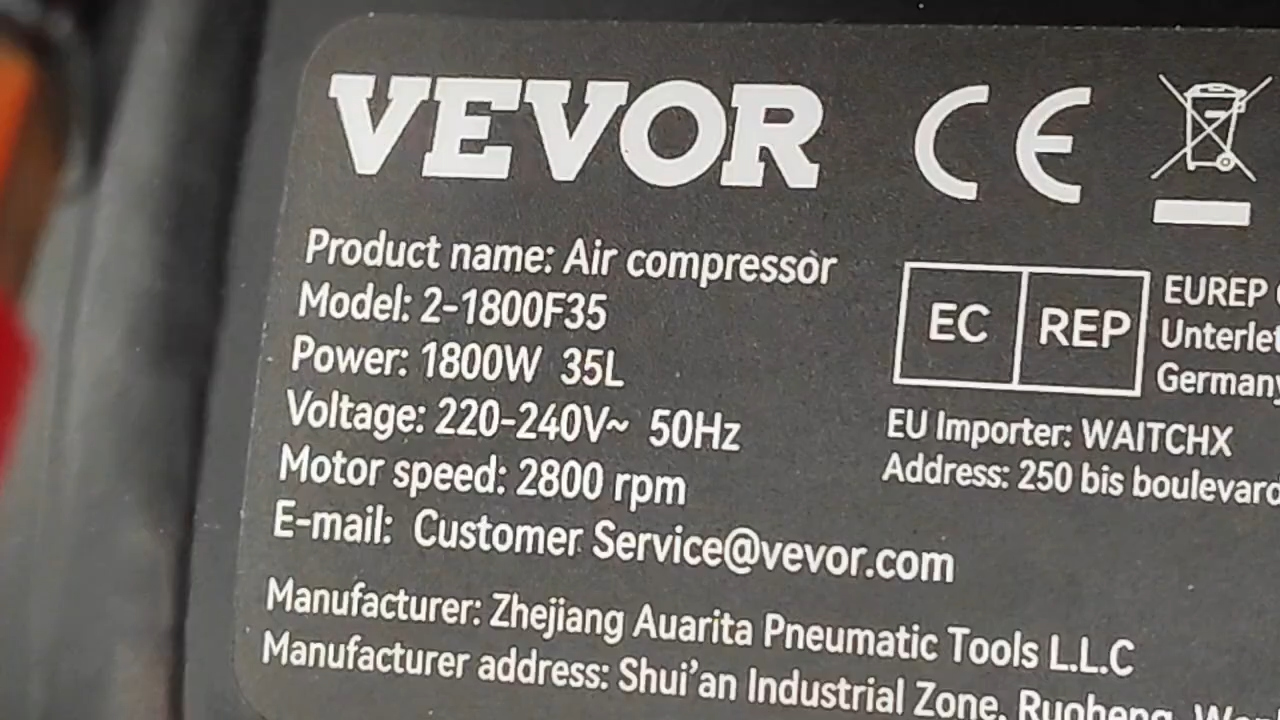 VEVOR CE
Product name: Air compressor
Model: 2-1800F35
Power: 1800W 35L
Voltage: 220-240V~ 50Hz
Motor speed: 2800 rpm
E-mail: Customer Service@vevor.com
Manufacturer: Zhejiang Auarita Pneumatic Tools L.L.C
Manufacturer address: Shui'an Industrial Zone, Ruoheng,
EC REP
EUREP
Unterlet
Germany
EU Importer: WAITCHX
Address: 250 bis boulevard